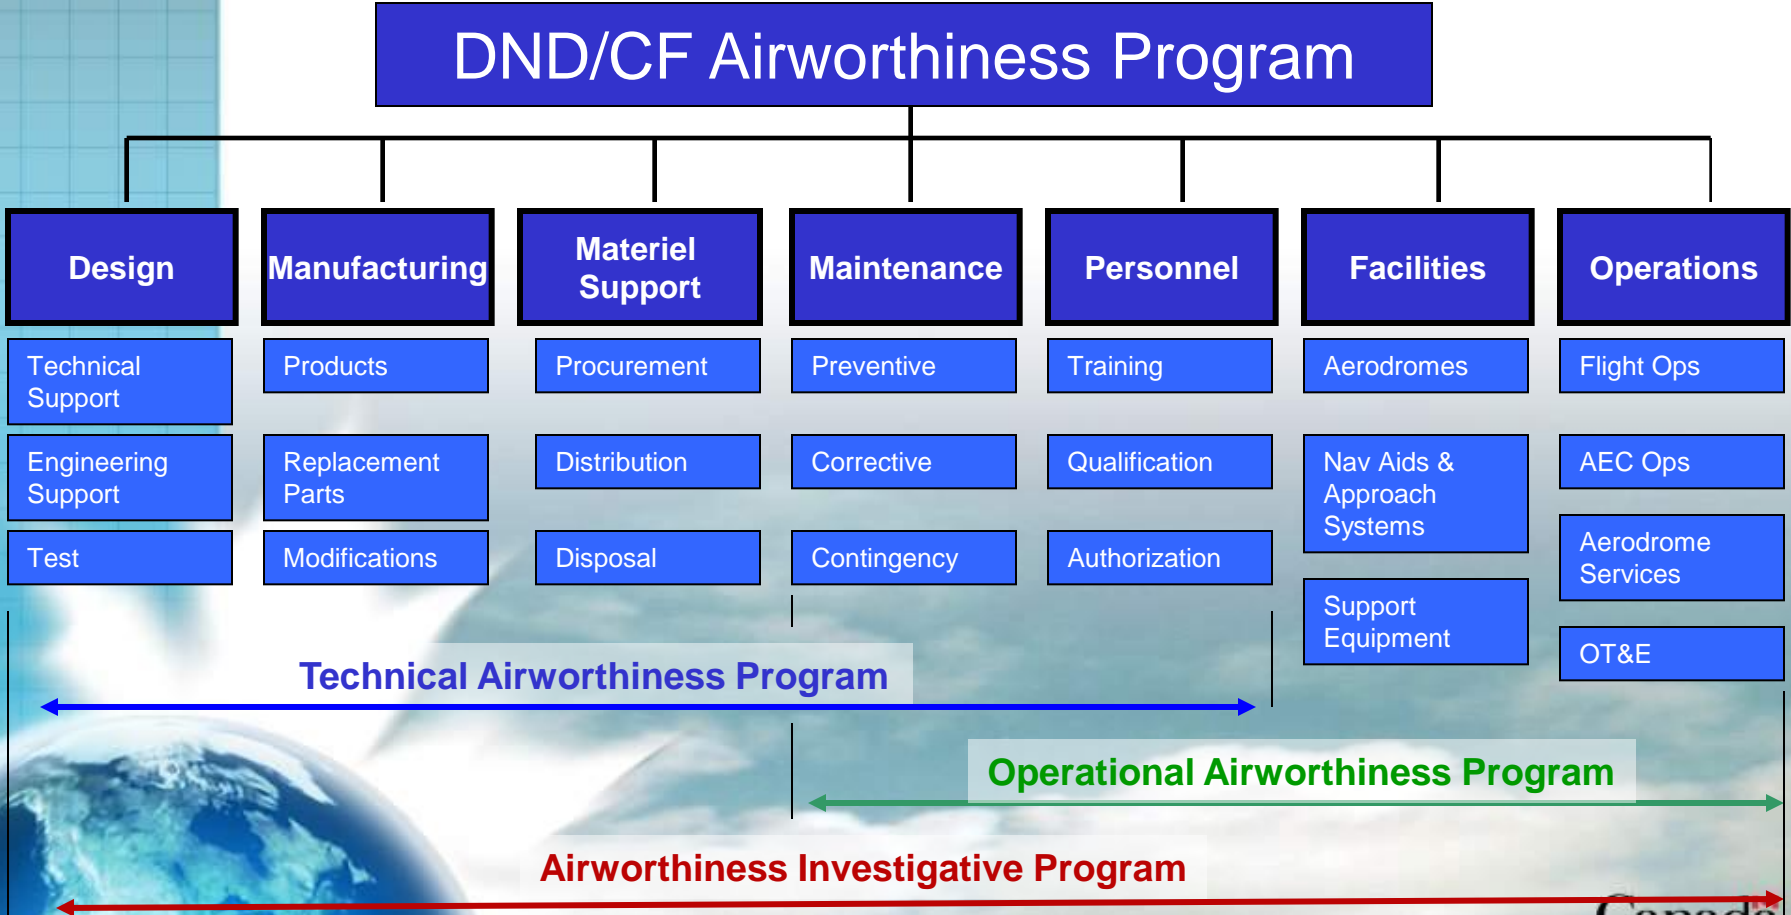 DND/CF Airworthiness Program
Design
Manufacturing
Materiel
Support
Maintenance
Personnel
Facilities
Operations
Technical
Support
Engineering
Support
Test
Products
Replacement
Parts
Modifications
Procurement
Distribution
Disposal
Preventive
Corrective
Contingency
Training
Qualification
Authorization
Aerodromes
Nav Aids &
Approach
Systems
Support
Equipment
Flight Ops
AEC Ops
Aerodrome
Services
OT&E
Technical Airworthiness Program
Operational Airworthiness Program
Airworthiness Investigative Program
Canada